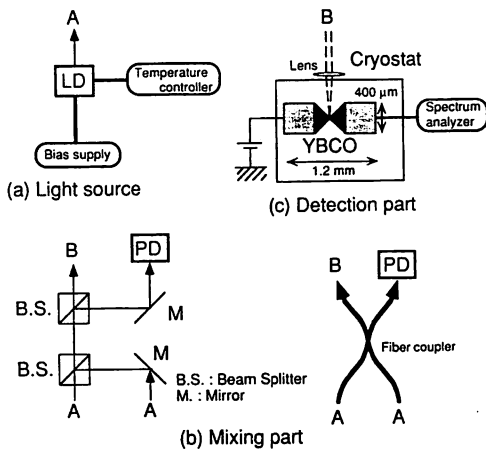 A
LD
Temperature
controller
Bias supply
(a) Light source
B
Lens
Cryostat
400 µm
Spectrum
analyzer
YBCO
1.2 mm
(c) Detection part
B
PD
B.S.
M
B.S.
M
B.S. : Beam Splitter
M. : Mirror
A
A
B
PD
Fiber coupler
A
A
(b) Mixing part